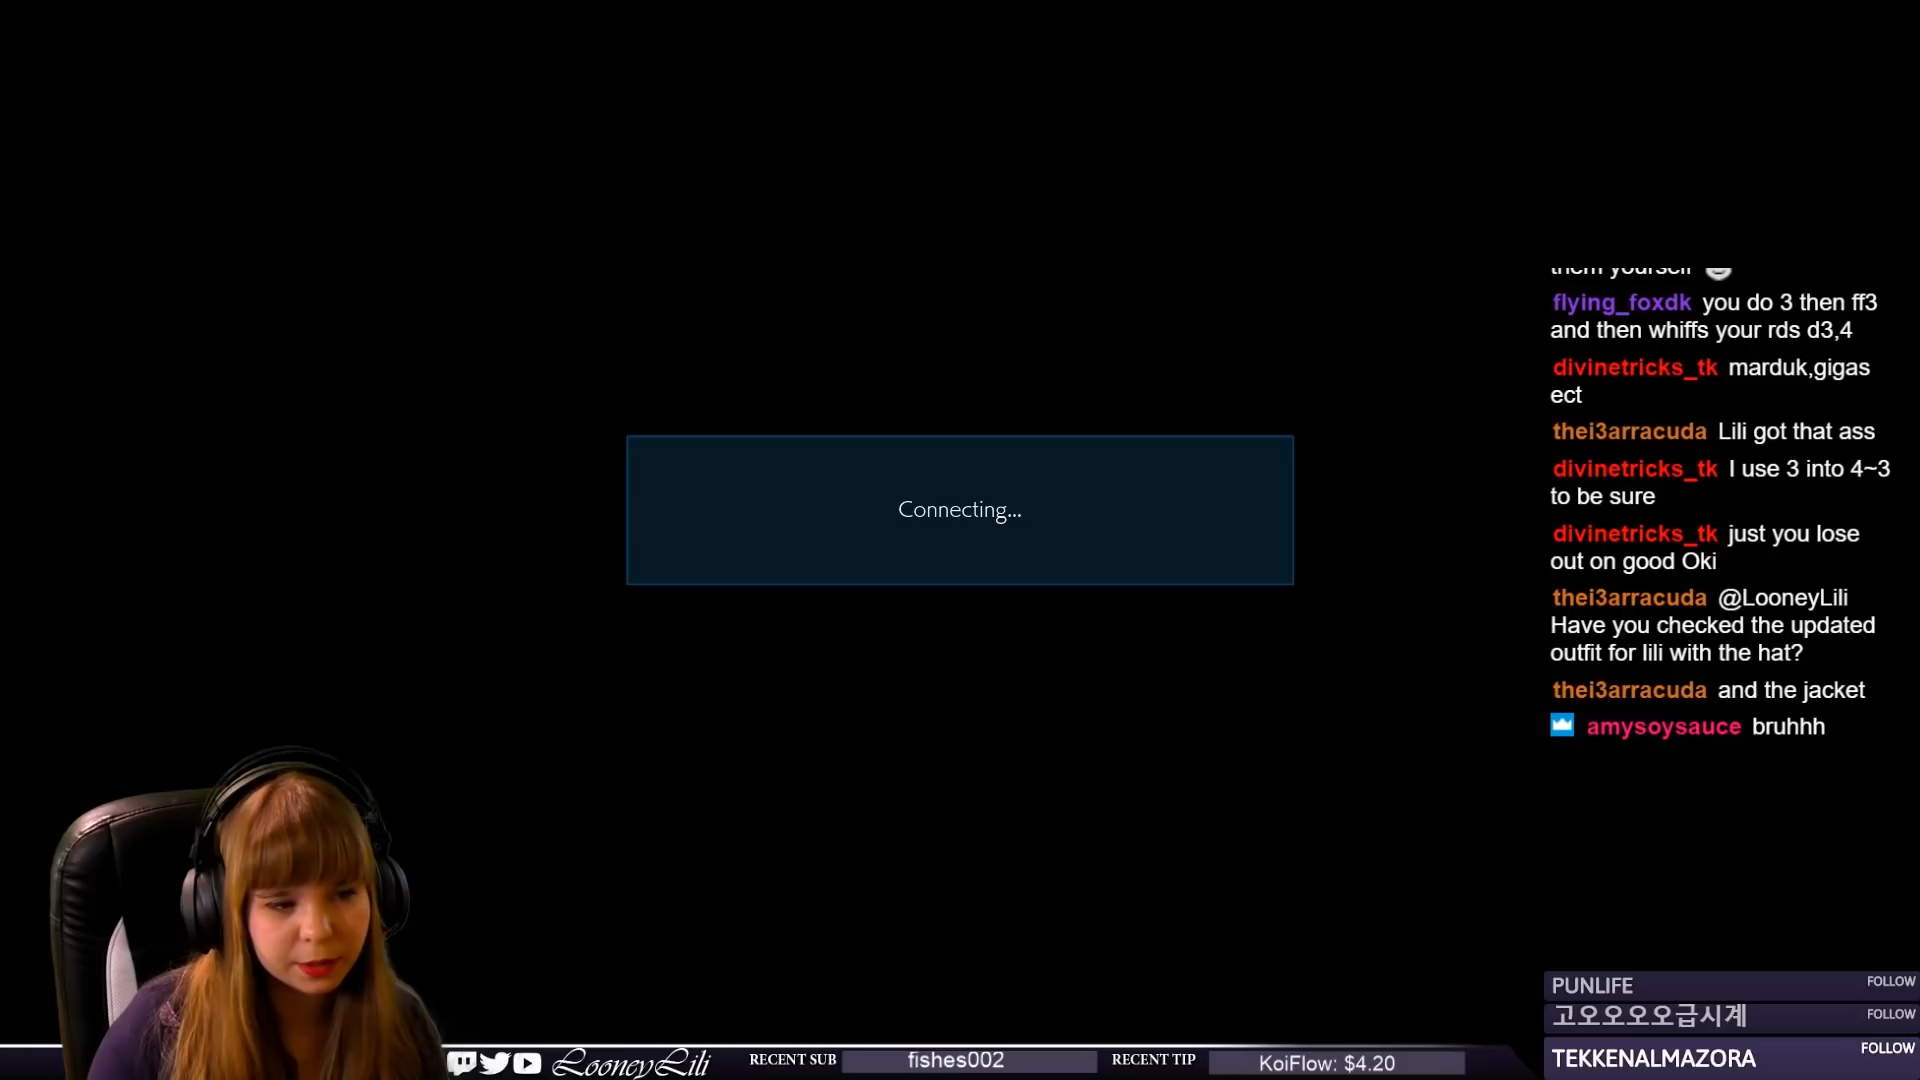 them yourself
flying_foxdk you do 3 then ff3
and then whiffs your rds d3,4
divinetricks_tk marduk,gigas
ect
thei3arracuda Lili got that ass
divinetricks_tk I use 3 into 4~3
to be sure
divinetricks_tk just you lose
out on good Oki
thei3arracuda @LooneyLili
Have you checked the updated
outfit for lili with the hat?
thei3arracuda and the jacket
amysoysauce bruhhh
Connecting...
PUNLIFE FOLLOW
고오오오오급시계 FOLLOW
TEKKENALMAZORA FOLLOW
LooneyLili RECENT SUB fishes002 RECENT TIP KoiFlow: $4.20